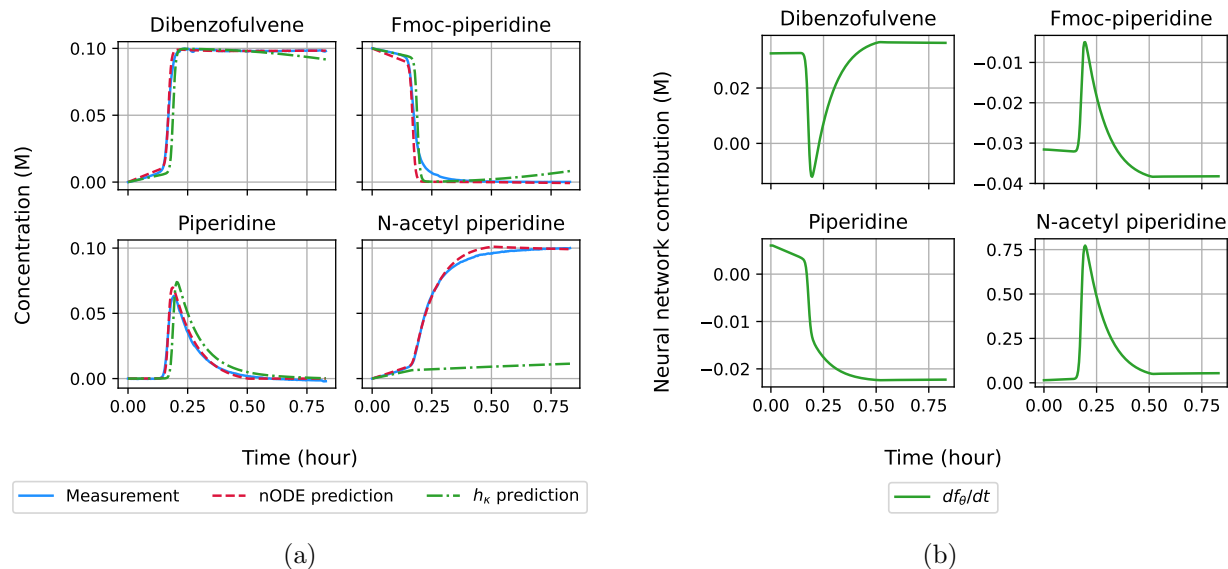 Dibenzofulvene
Fmoc-piperidine
0.10
0.05
0.00
Piperidine
N-acetyl piperidine
0.10
0.05
0.00
0.00 0.25 0.50 0.75
0.00 0.25 0.50 0.75
Concentration (M)
Time (hour)
Measurement nODE prediction hκ prediction
(a)
Dibenzofulvene
Fmoc-piperidine
0.02
0.00
−0.01
−0.02
−0.03
−0.04
Piperidine
N-acetyl piperidine
0.00
−0.01
−0.02
0.75
0.50
0.25
0.00
0.00 0.25 0.50 0.75
0.00 0.25 0.50 0.75
Neural network contribution (M)
Time (hour)
dfθ/dt
(b)